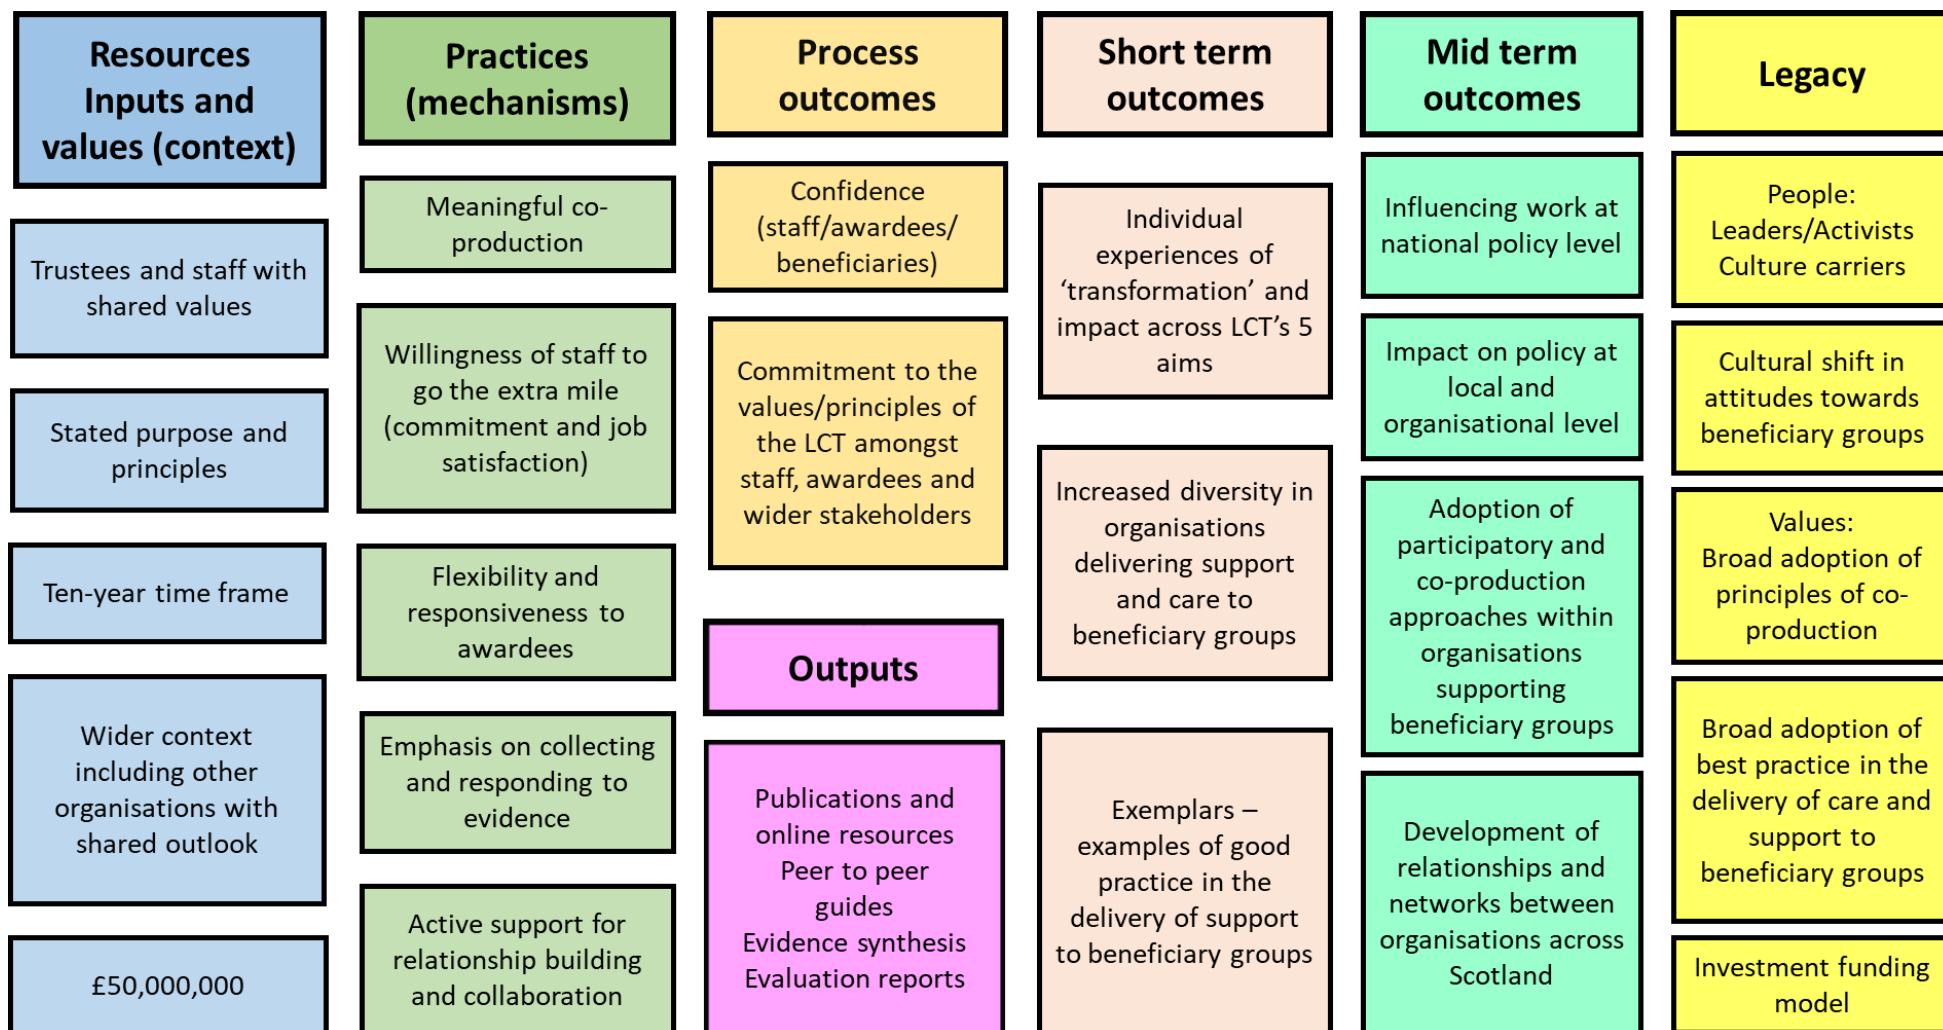 Resources
Inputs and
values (context)
Trustees and staff with
shared values
Stated purpose and
principles
Ten-year time frame
Wider context
including other
organisations with
shared outlook
£50,000,000
Practices
(mechanisms)
Meaningful co-
production
Willingness of staff to
go the extra mile
(commitment and job
satisfaction)
Flexibility and
responsiveness to
awardees
Emphasis on collecting
and responding to
evidence
Active support for
relationship building
and collaboration
Process
outcomes
Confidence
(staff/awardees/
beneficiaries)
Commitment to the
values/principles of
the LCT amongst
staff, awardees and
wider stakeholders
Outputs
Publications and
online resources
Peer to peer
guides
Evidence synthesis
Evaluation reports
Short term
outcomes
Individual
experiences of
‘transformation’ and
impact across LCT’s 5
aims
Increased diversity in
organisations
delivering support
and care to
beneficiary groups
Exemplars –
examples of good
practice in the
delivery of support
to beneficiary groups
Mid term
outcomes
Influencing work at
national policy level
Impact on policy at
local and
organisational level
Adoption of
participatory and
co-production
approaches within
organisations
supporting
beneficiary groups
Development of
relationships and
networks between
organisations across
Scotland
Legacy
People:
Leaders/Activists
Culture carriers
Cultural shift in
attitudes towards
beneficiary groups
Values:
Broad adoption of
principles of co-
production
Broad adoption of
best practice in the
delivery of care and
support to
beneficiary groups
Investment funding
model